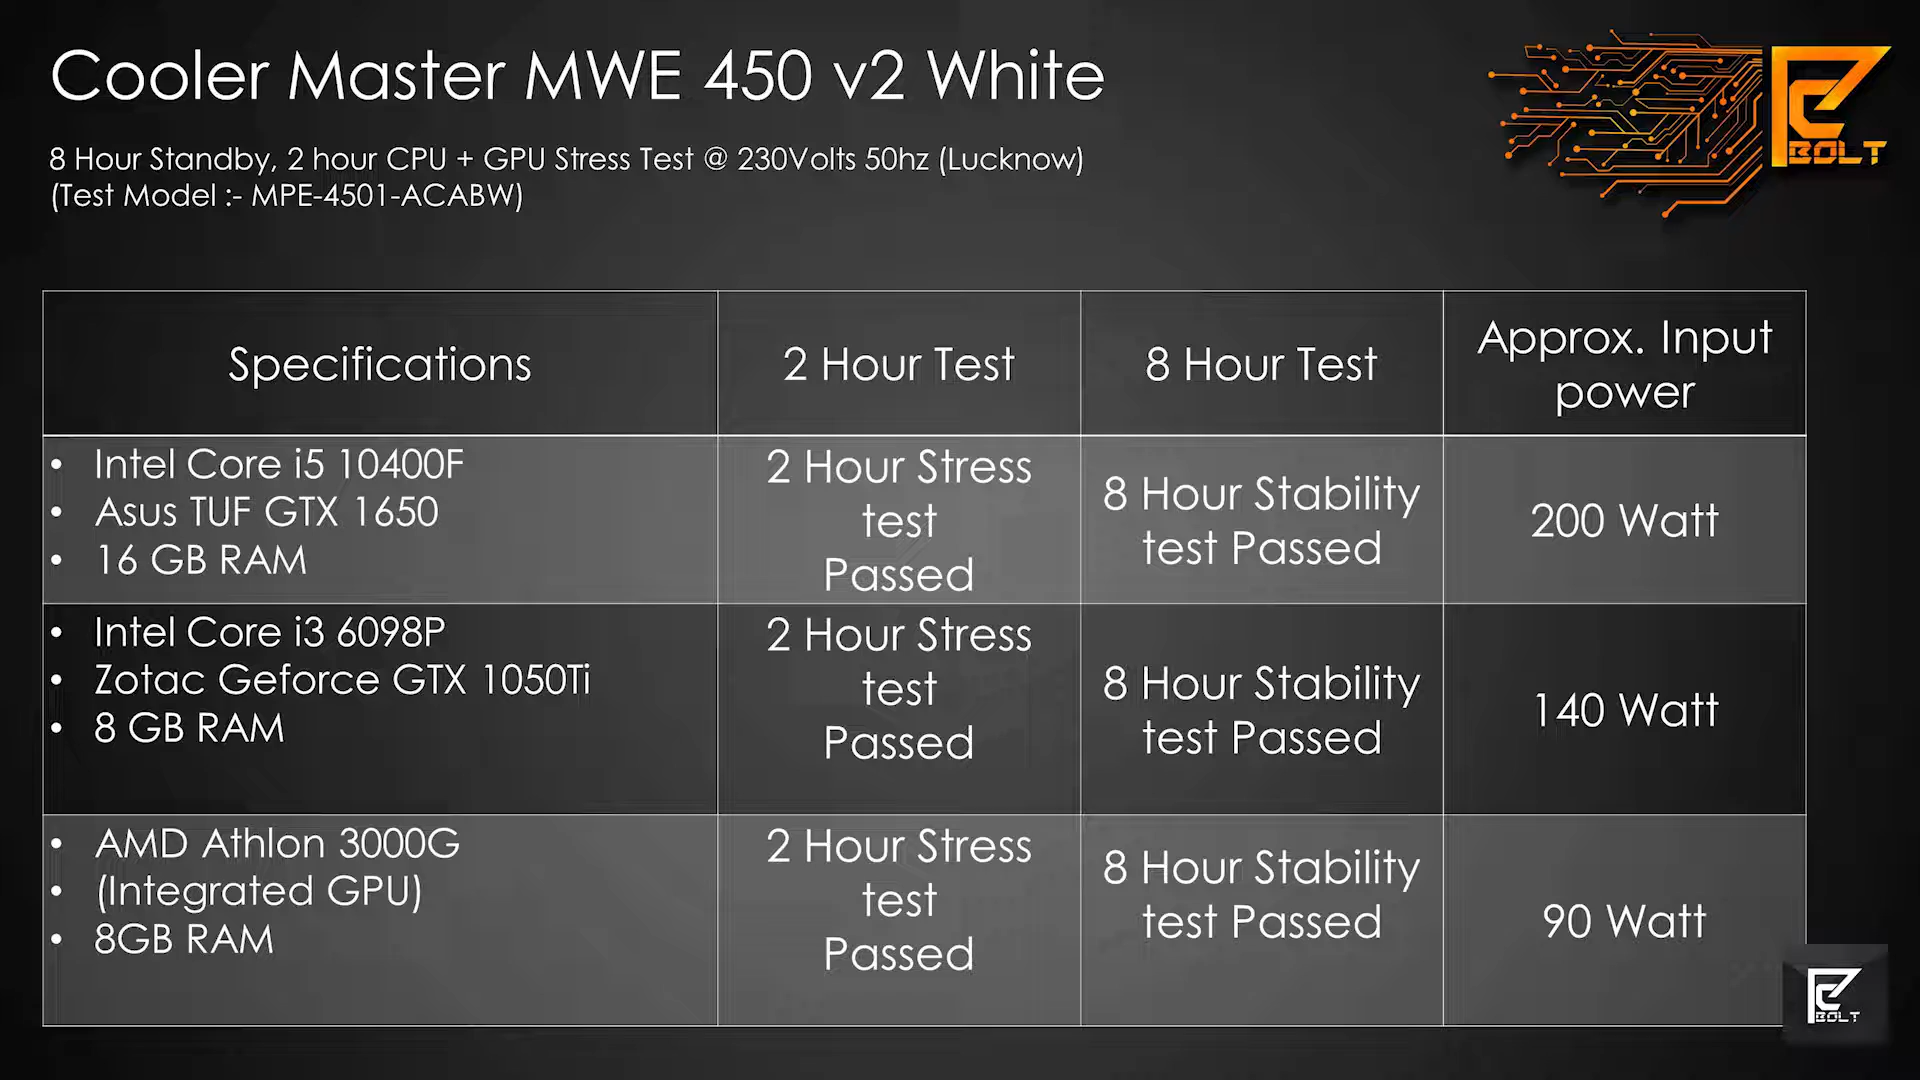 Cooler Master MWE 450 v2 White
8 Hour Standby, 2 hour CPU + GPU Stress Test @ 230Volts 50hz (Lucknow)
(Test Model :- MPE-4501-ACABW)
PC
BOLT
Specifications
2 Hour Test
8 Hour Test
Approx. Input
power
• Intel Core i5 10400F
• Asus TUF GTX 1650
• 16 GB RAM
2 Hour Stress
test
Passed
8 Hour Stability
test Passed
200 Watt
• Intel Core i3 6098P
• Zotac Geforce GTX 1050Ti
• 8 GB RAM
2 Hour Stress
test
Passed
8 Hour Stability
test Passed
140 Watt
• AMD Athlon 3000G
• (Integrated GPU)
• 8GB RAM
2 Hour Stress
test
Passed
8 Hour Stability
test Passed
90 Watt
PC
BOLT